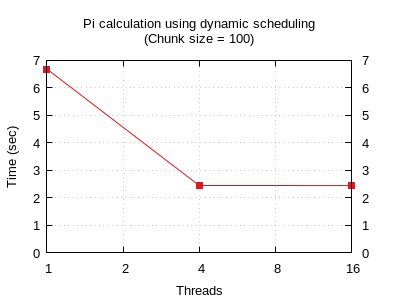 Pi calculation using dynamic scheduling
(Chunk size = 100)
7 7
6 6
5 5
4 4
3 3
2 2
1 1
0 0
Time (sec)
1 2 4 8 16
Threads